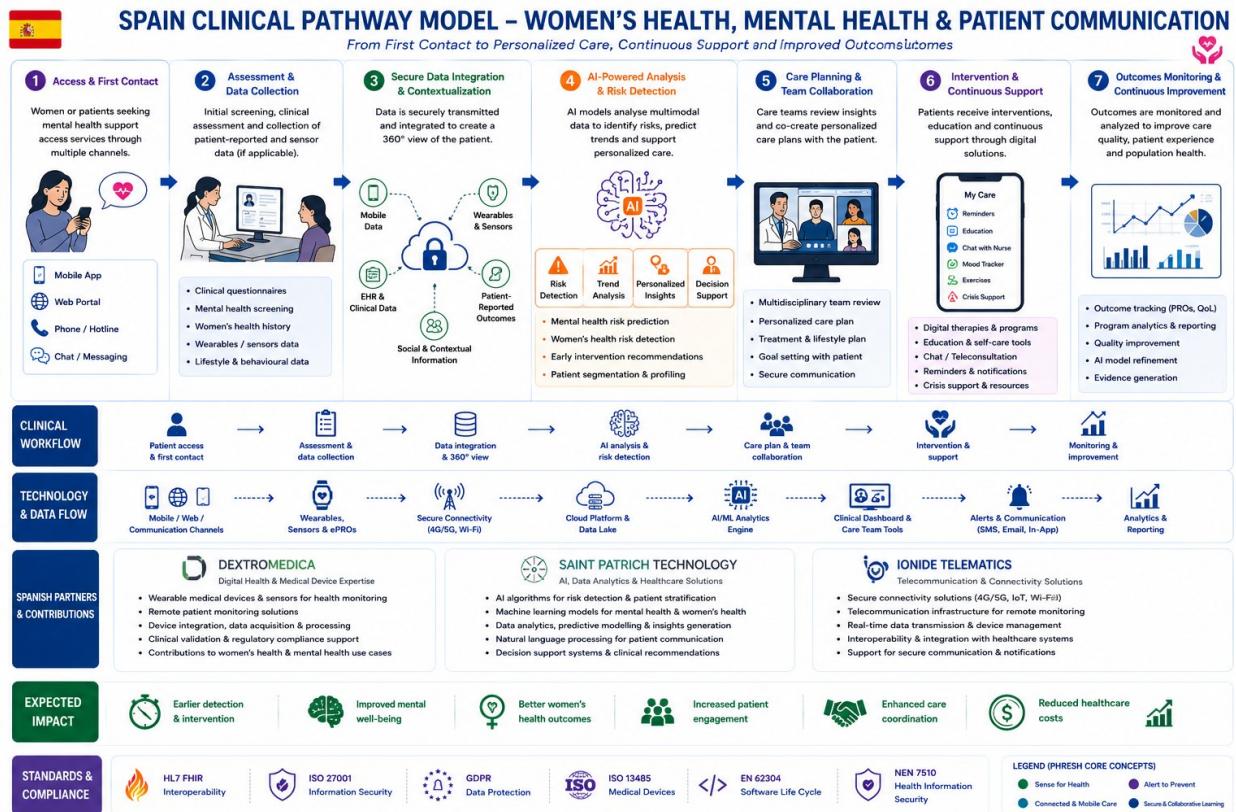 SPAIN CLINICAL PATHWAY MODEL – WOMEN'S HEALTH, MENTAL HEALTH & PATIENT COMMUNICATION
From First Contact to Personalized Care, Continuous Support and improved Outcomsiutcomes
1 Access & First Contact
Women or patients seeking
mental health support
access services through
multiple channels.
Mobile App
Web Portal
Phone / Hotline
Chat / Messaging
2 Assessment &
Data Collection
Initial screening, clinical
assessment and collection of
patient-reported and sensor
data (if applicable).
• Clinical questionnaires
• Mental health screening
• Women's health history
• Wearables / sensors data
• Lifestyle & behavioural data
3 Secure Data Integration
& Contextualization
Data is securely transmitted
and integrated to create a
360° view of the patient.
Mobile
Data
Wearables
& Sensors
EHR &
Clinical Data
Patient-
Reported
Outcomes
Social & Contextual
Information
4 AI-Powered Analysis
& Risk Detection
AI models analyse multimodal
data to identify risks, predict
trends and support
personalized care.
AI
Risk
Detection
Trend
Analysis
Personalized
Insights
Decision
Support
• Mental health risk prediction
• Women's health risk detection
• Early intervention recommendations
• Patient segmentation & profiling
5 Care Planning &
Team Collaboration
Care teams review insights
and co-create personalized
care plans with the patient.
• Multidisciplinary team review
• Personalized care plan
• Treatment & lifestyle plan
• Goal setting with patient
• Secure communication
6 Intervention &
Continuous Support
Patients receive interventions,
education and continuous
support through digital
solutions.
My Care
Reminders
Education
Chat with Nurse
Mood Tracker
Exercises
Crisis Support
• Digital therapies & programs
• Education & self-care tools
• Chat / Teleconsultation
• Reminders & notifications
• Crisis support & resources
7 Outcomes Monitoring &
Continuous Improvement
Outcomes are monitored and
analyzed to improve care
quality, patient experience
and population health.
• Outcome tracking (PROs, QoL)
• Program analytics & reporting
• Quality improvement
• AI model refinement
• Evidence generation
CLINICAL
WORKFLOW
Patient access
& first contact
Assessment &
data collection
Data integration
& 360° view
AI analysis &
risk detection
Care plan & team
collaboration
Intervention &
support
Monitoring &
improvement
TECHNOLOGY
& DATA FLOW
Mobile / Web /
Communication Channels
Wearables,
Sensors & ePROs
Secure Connectivity
(4G/5G, Wi-Fi)
Cloud Platform &
Data Lake
AI
AI/ML Analytics
Engine
Clinical Dashboard &
Care Team Tools
Alerts & Communication
(SMS, Email, In-App)
Analytics &
Reporting
SPANISH PARTNERS
& CONTRIBUTIONS
DEXTROMEDICA
Digital Health & Medical Device Expertise
• Wearable medical devices & sensors for health monitoring
• Remote patient monitoring solutions
• Device integration, data acquisition & processing
• Clinical validation & regulatory compliance support
• Contributions to women's health & mental health use cases
SAINT PATRICH TECHNOLOGY
AI, Data Analytics & Healthcare Solutions
• AI algorithms for risk detection & patient stratification
• Machine learning models for mental health & women's health
• Data analytics, predictive modelling & insights generation
• Natural language processing for patient communication
• Decision support systems & clinical recommendations
IONIDE TELEMATICS
Telecommunication & Connectivity Solutions
• Secure connectivity solutions (4G/5G, IoT,
• Telecommunication infrastructure for remote monitoring
• Real-time data transmission & device management
• Interoperability & integration with healthcare systems
• Support for secure communication & notifications
EXPECTED
IMPACT
Earlier detection
& intervention
Improved mental
well-being
Better women's
health outcomes
Increased patient
engagement
Enhanced care
coordination
$
Reduced healthcare
costs
STANDARDS &
COMPLIANCE
HL7 FHIR
Interoperability
ISO 27001
Information Security
GDPR
Data Protection
ISO
ISO 13485
Medical Devices
</>
EN 62304
Software Life Cycle
NEN 7510
Health Information
Security
LEGEND (PHRESH CORE CONCEPTS)
Sense for Health
Alert to Prevent
Connected & Mobile Care
Secure & Collaborative Learning